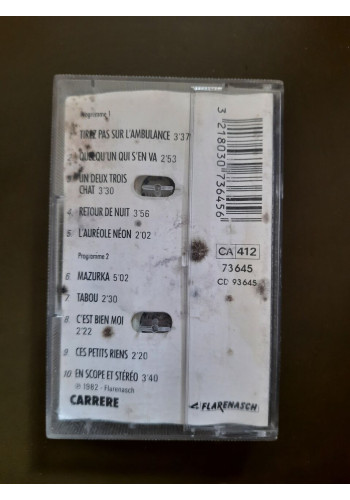 Programme 1
1 TIREZ PAS SUR L'AMBULANCE 3'37
2 QUELQU'UN QUI S'EN VA 2'53
3 UN DEUX TROIS
CHAT 3'30
4 RETOUR DE NUIT 3'56
5 L'AURÉOLE NÉON 2'02
Programme 2
6 MAZURKA 5'02
7 TABOU 2'30
8 C'EST BIEN MOI
2'22
9 CES PETITS RIENS 2'20
10 EN SCOPE ET STÉRÉO 3'40
℗ 1982 - Flarenasch
CARRERE
3 218030 736456
CA 412
73645
CD 93645
FLARENASCH